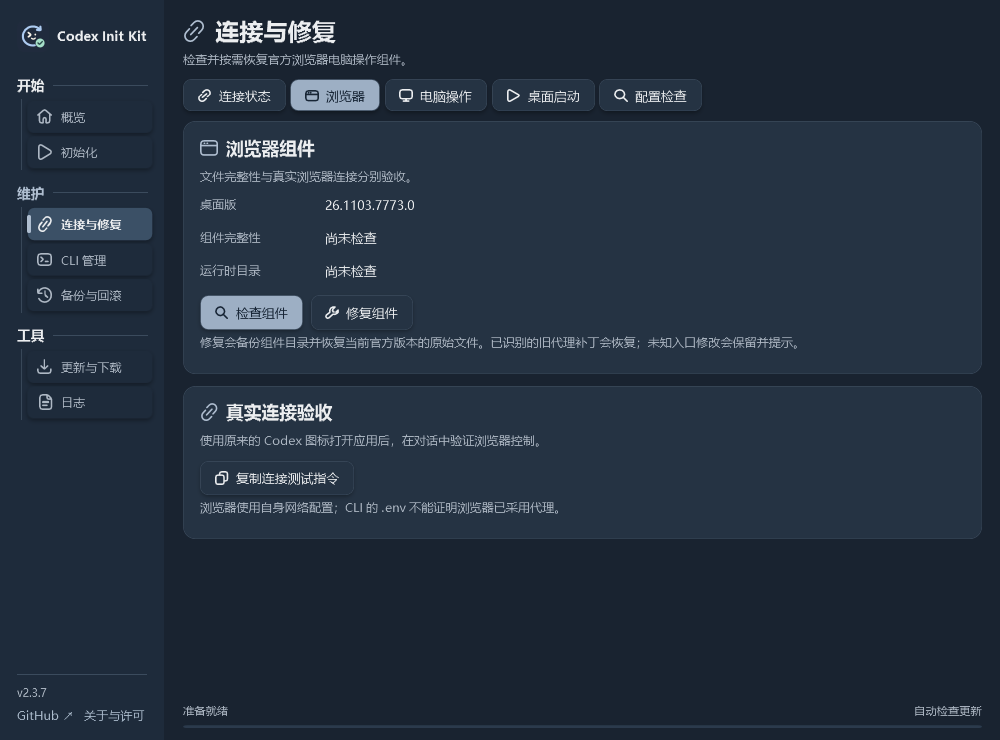 Codex Init Kit
开始
概览
初始化
维护
连接与修复
CLI 管理
备份与回滚
工具
更新与下载
日志
v2.3.7
GitHub ↗ 关于与许可
连接与修复
检查并按需恢复官方浏览器电脑操作组件。
连接状态 浏览器 电脑操作 桌面启动 配置检查
浏览器组件
文件完整性与真实浏览器连接分别验收。
桌面版 26.1103.7773.0
组件完整性 尚未检查
运行时目录 尚未检查
检查组件 修复组件
修复会备份组件目录并恢复当前官方版本的原始文件。已识别的旧代理补丁会恢复；未知入口修改会保留并提示。
真实连接验收
使用原来的 Codex 图标打开应用后，在对话中验证浏览器控制。
复制连接测试指令
浏览器使用自身网络配置；CLI 的 .env 不能证明浏览器已采用代理。
准备就绪 自动检查更新